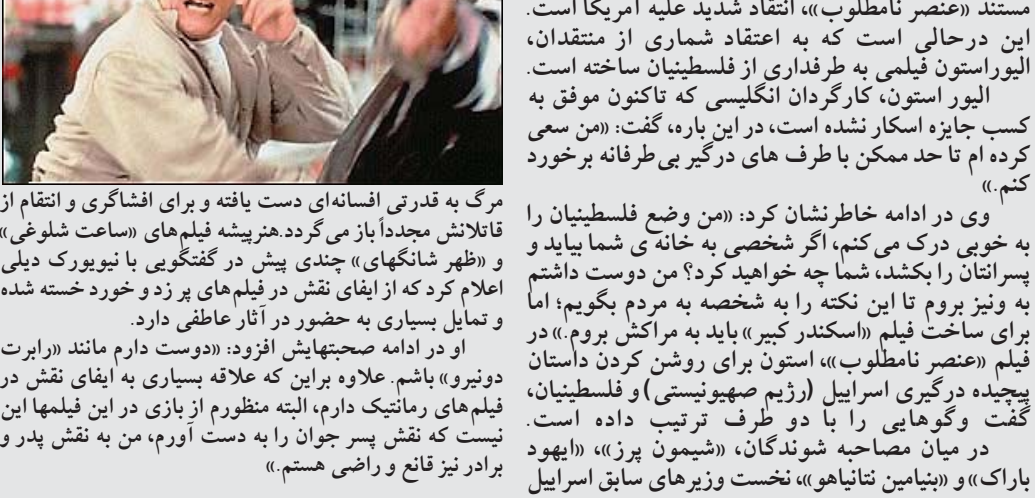 مستند «عنصر نامطلوب»، انتقاد شدید علیه آمریکا است.
این درحالی است که به اعتقاد شماری از منتقدان،
الیوراستون فیلمی به طرفداری از فلسطینیان ساخته است.
الیور استون، کارگردان انگلیسی که تاکنون موفق به
کسب جایزه اسکار نشده است، در این باره، گفت: «من سعی
کرده ام تا حد ممکن با طرف های درگیر بی‌طرفانه برخورد
کنم.»
وی در ادامه خاطرنشان کرد: «من وضع فلسطینیان را
به خوبی درک می‌کنم، اگر شخصی به خانه ی شما بیاید و
پسرانتان را بکشد، شما چه خواهید کرد؟ من دوست داشتم
به ونیز بروم تا این نکته را به شخصه به مردم بگویم؛ اما
برای ساخت فیلم «اسکندر کبیر» باید به مراکش بروم.» در
فیلم «عنصر نامطلوب»، استون برای روشن کردن داستان
پیچیده درگیری اسراییل (رژیم صهیونیستی) و فلسطینیان،
گفت وگوهایی را با دو طرف ترتیب داده است.
در میان مصاحبه شوندگان، «شیمون پرز»، «ایهود
باراک» و «بنیامین نتانیاهو»، نخست وزیرهای سابق اسراییل
مرگ به قدرتی افسانه‌ای دست یافته و برای افشاگری و انتقام از
قاتلانش مجدداً باز می‌گردد.هنرپیشه فیلم‌های «ساعت شلوغی»
و «ظهر شانگهای» چندی پیش در گفتگویی با نیویورک دیلی
اعلام کرد که از ایفای نقش در فیلم‌های پر زد و خورد خسته شده
و تمایل بسیاری به حضور در آثار عاطفی دارد.
او در ادامه صحبتهایش افزود: «دوست دارم مانند «رابرت
دونیرو» باشم. علاوه براین که علاقه بسیاری به ایفای نقش در
فیلم‌های رمانتیک دارم، البته منظورم از بازی در این فیلمها این
نیست که نقش پسر جوان را به دست آورم، من به نقش پدر و
برادر نیز قانع و راضی هستم.»